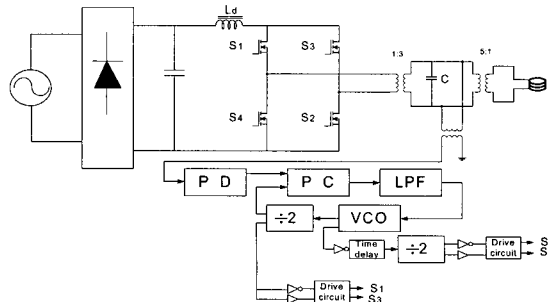 Ld
S1
S3
1:3
5:1
C
S4
S2
P D
P C
LPF
÷2
VCO
Time
delay
÷2
Drive
circuit
S
S
Drive
circuit
S1
S3